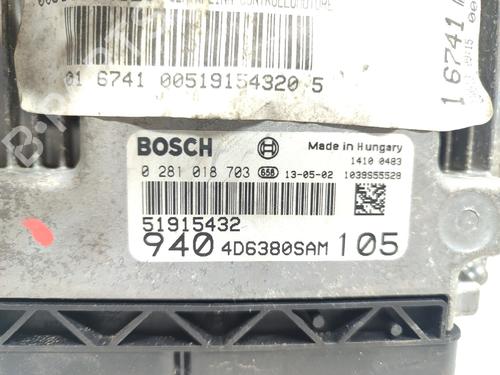 01 6741 00519154320 5
16741
BOSCH
Made in Hungary
1410 0483
0 281 018 703 656 13-05-02 1039S55528
51915432
940 4D6380SAM 105